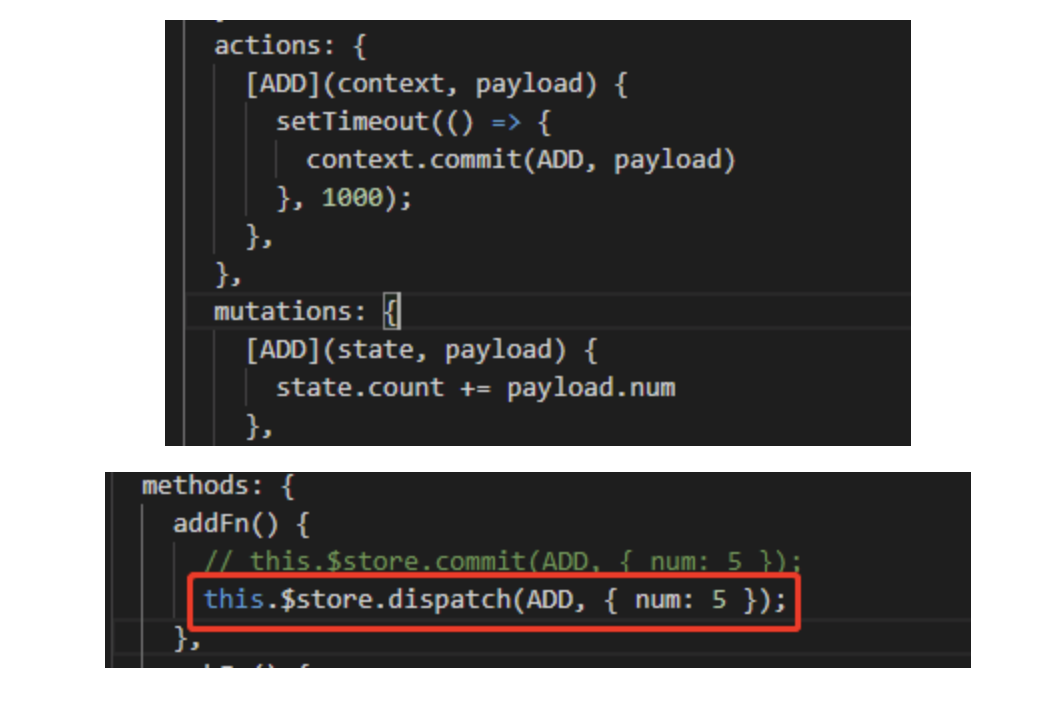 actions: {
[ADD](context, payload) {
setTimeout(() => {
context.commit(ADD, payload)
}, 1000);
},
},
mutations: {
[ADD](state, payload) {
state.count += payload.num
},
methods: {
addFn() {
// this.$store.commit(ADD, { num: 5 });
this.$store.dispatch(ADD, { num: 5 });
},